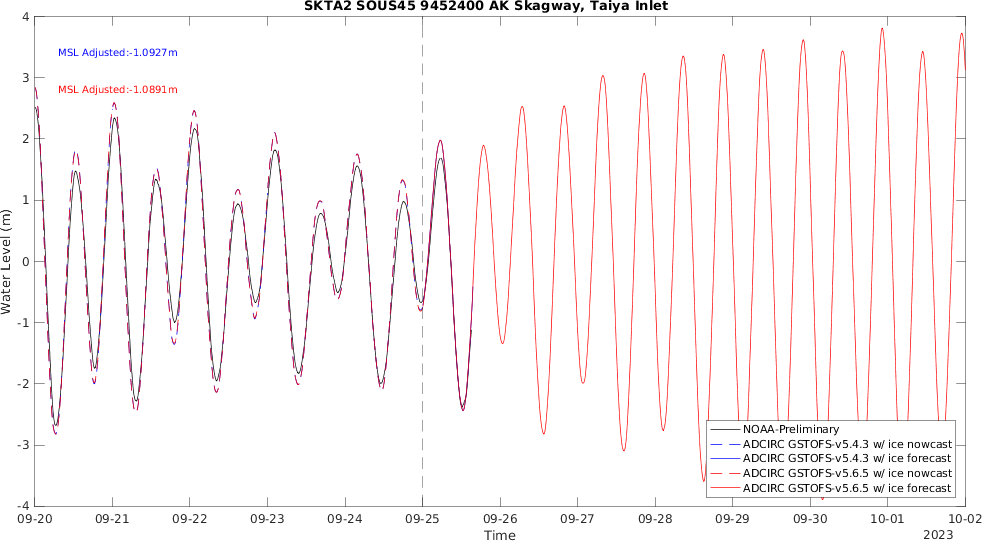 SKTA2 SOUS45 9452400 AK Skagway, Taiya Inlet
4
MSL Adjusted:-1.0927m
3
MSL Adjusted:-1.0891m
2
1
0
-1
-2
-3
-4
Water Level (m)
NOAA-Preliminary
ADCIRC GSTOFS-v5.4.3 w/ ice nowcast
ADCIRC GSTOFS-v5.4.3 w/ ice forecast
ADCIRC GSTOFS-v5.6.5 w/ ice nowcast
ADCIRC GSTOFS-v5.6.5 w/ ice forecast
09-20 09-21 09-22 09-23 09-24 09-25 09-26 09-27 09-28 09-29 09-30 10-01 10-02
Time
2023